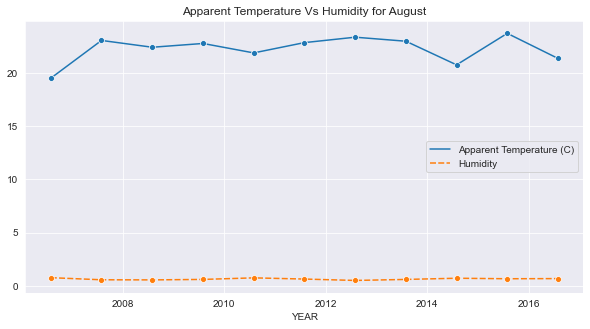 Apparent Temperature Vs Humidity for August
20
15
10
5
0
Apparent Temperature (C)
Humidity
2008 2010 2012 2014 2016
YEAR